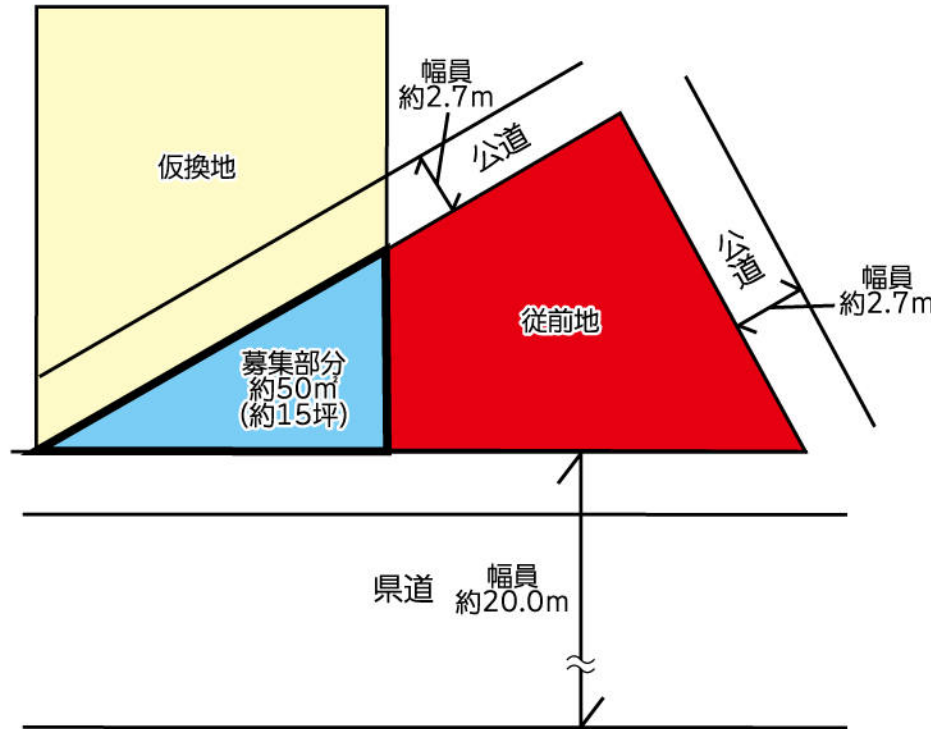 幅員
約2.7m
公道
仮換地
公道
幅員
約2.7m
従前地
募集部分
約50㎡
(約15坪)
県道
幅員
約20.0m